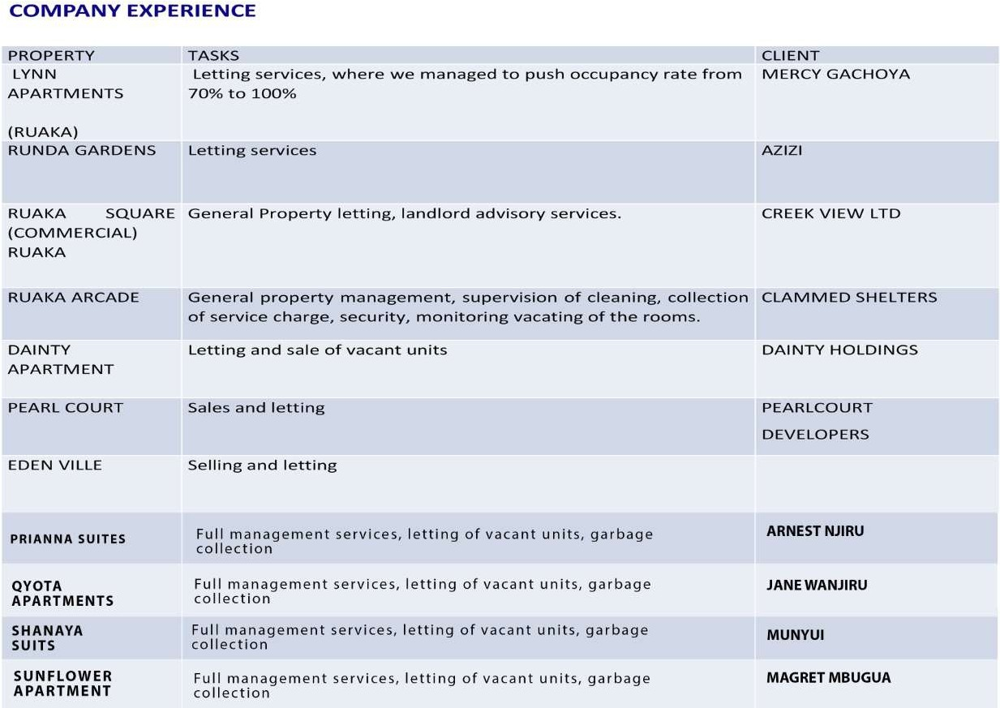 COMPANY EXPERIENCE
PROPERTY TASKS CLIENT
LYNN Letting services, where we managed to push occupancy rate from MERCY GACHOYA
APARTMENTS 70% to 100%
(RUAKA)
RUNDA GARDENS Letting services AZIZI
RUAKA SQUARE General Property letting, landlord advisory services. CREEK VIEW LTD
(COMMERCIAL)
RUAKA
RUAKA ARCADE General property management, supervision of cleaning, collection CLAMMED SHELTERS
of service charge, security, monitoring vacating of the rooms.
DAINTY Letting and sale of vacant units DAINTY HOLDINGS
APARTMENT
PEARL COURT Sales and letting PEARLCOURT
DEVELOPERS
EDEN VILLE Selling and letting
PRIANNA SUITES Full management services, letting of vacant units, garbage ARNEST NJIRU
collection
QYOTA Full management services, letting of vacant units, garbage JANE WANJIRU
APARTMENTS collection
SHANAYA Full management services, letting of vacant units, garbage MUNYUI
SUITS collection
SUNFLOWER Full management services, letting of vacant units, garbage MAGRET MBUGUA
APARTMENT collection